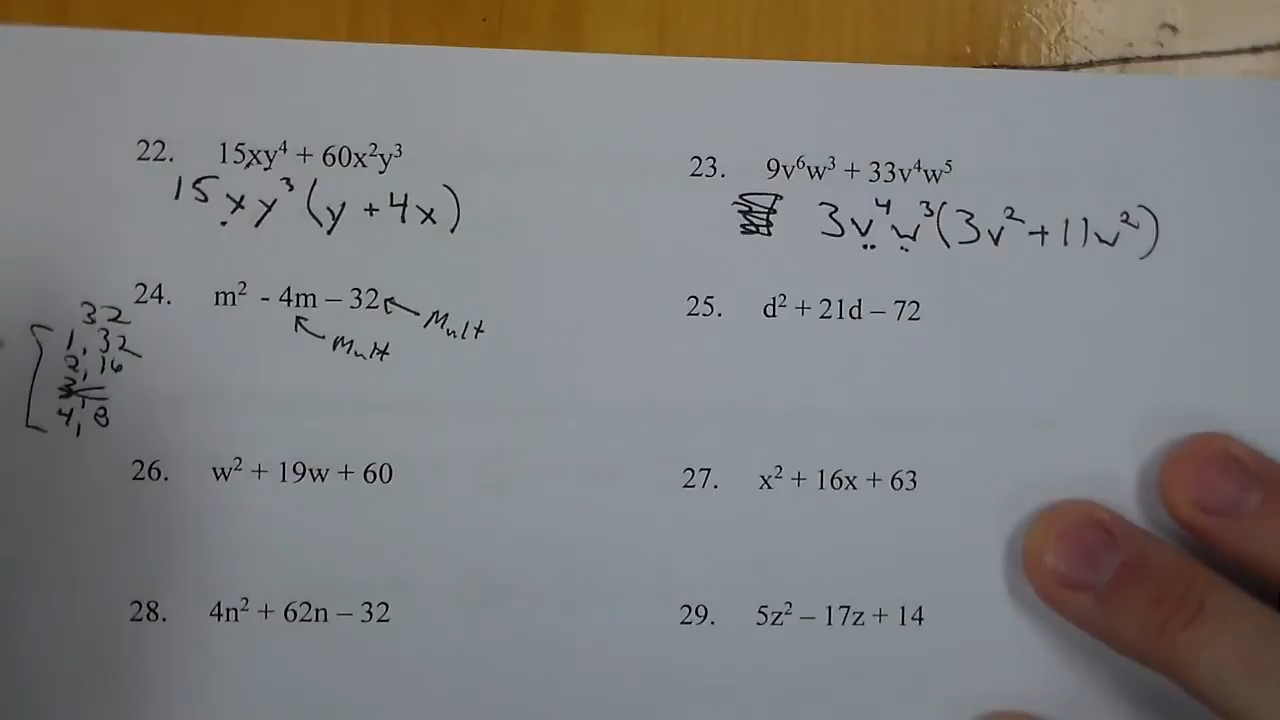 22. 15xy⁴ + 60x²y³
15xy³(y + 4x)
23. 9v⁶w³ + 33v⁴w⁵
3v⁴w³(3v² + 11w²)
24. m² - 4m – 32
Mult
Mult
32
1, 32
2, 16
4, 8
25. d² + 21d – 72
26. w² + 19w + 60
27. x² + 16x + 63
28. 4n² + 62n – 32
29. 5z² – 17z + 14